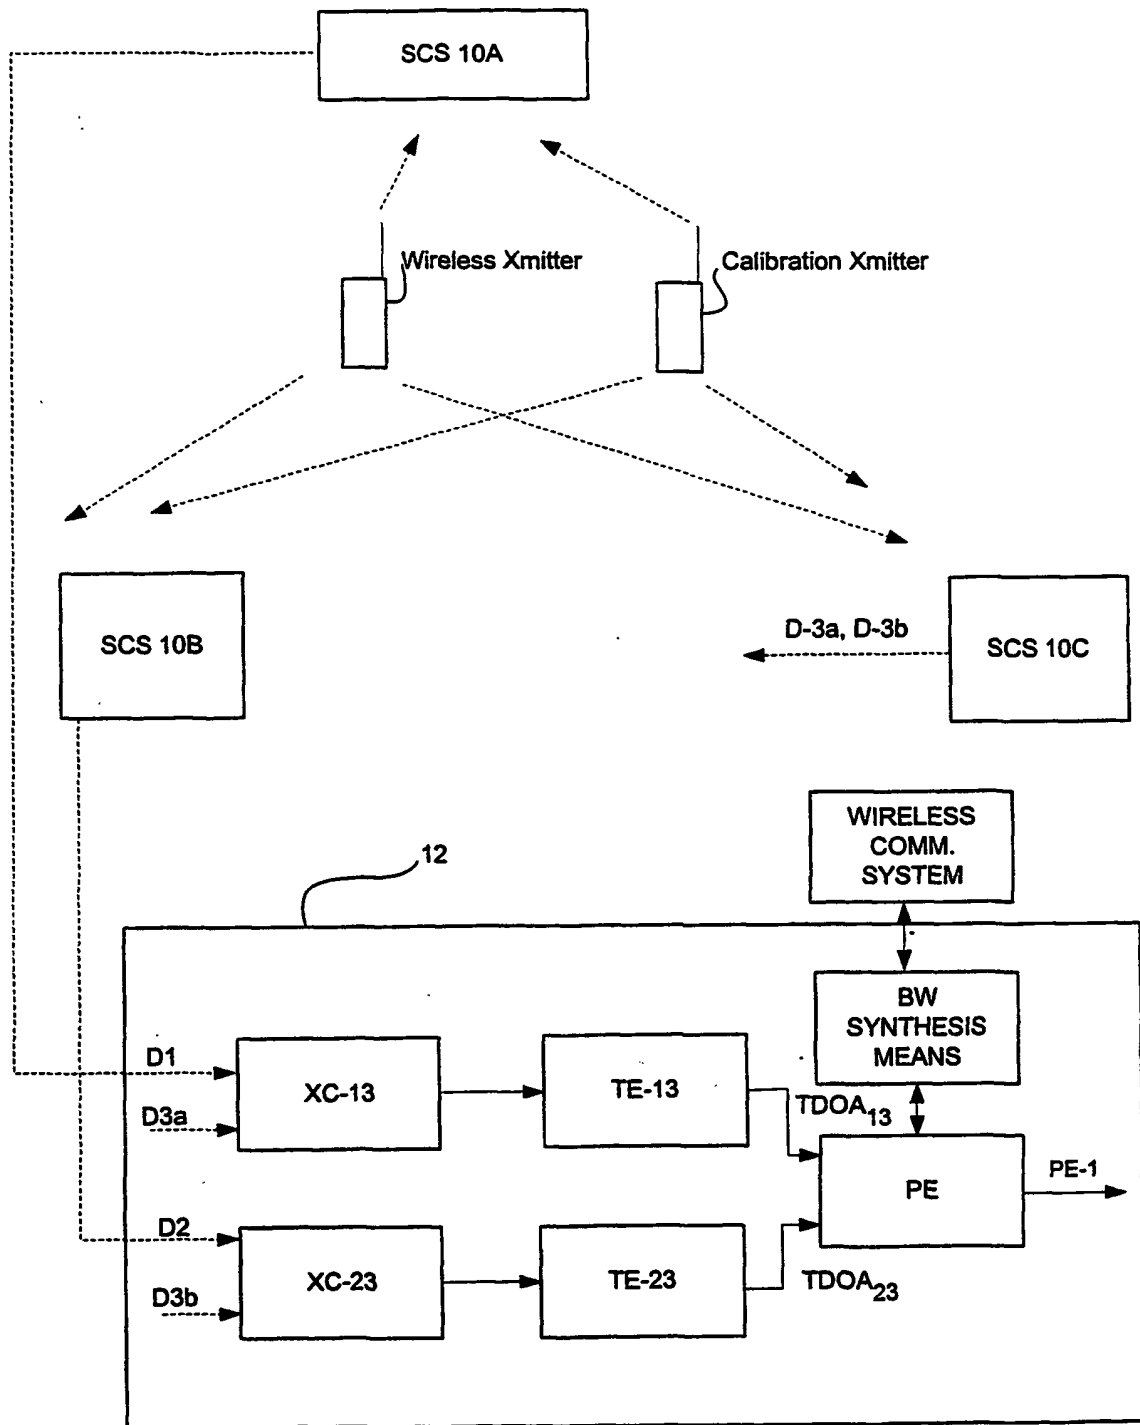 SCS 10A
Wireless Xmitter
Calibration Xmitter
SCS 10B
D-3a, D-3b
SCS 10C
WIRELESS
COMM.
SYSTEM
12
BW
SYNTHESIS
MEANS
D1
XC-13
TE-13
TDOA13
D3a
PE
PE-1
D2
XC-23
TE-23
TDOA23
D3b